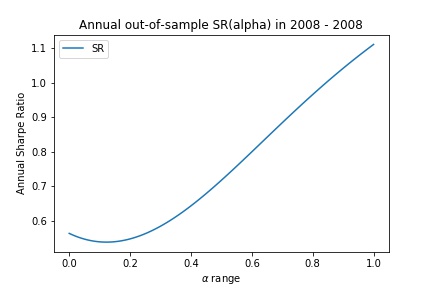 Annual out-of-sample SR(alpha) in 2008 - 2008
SR
1.1
1.0
0.9
0.8
0.7
0.6
Annual Sharpe Ratio
0.0 0.2 0.4 0.6 0.8 1.0
α range